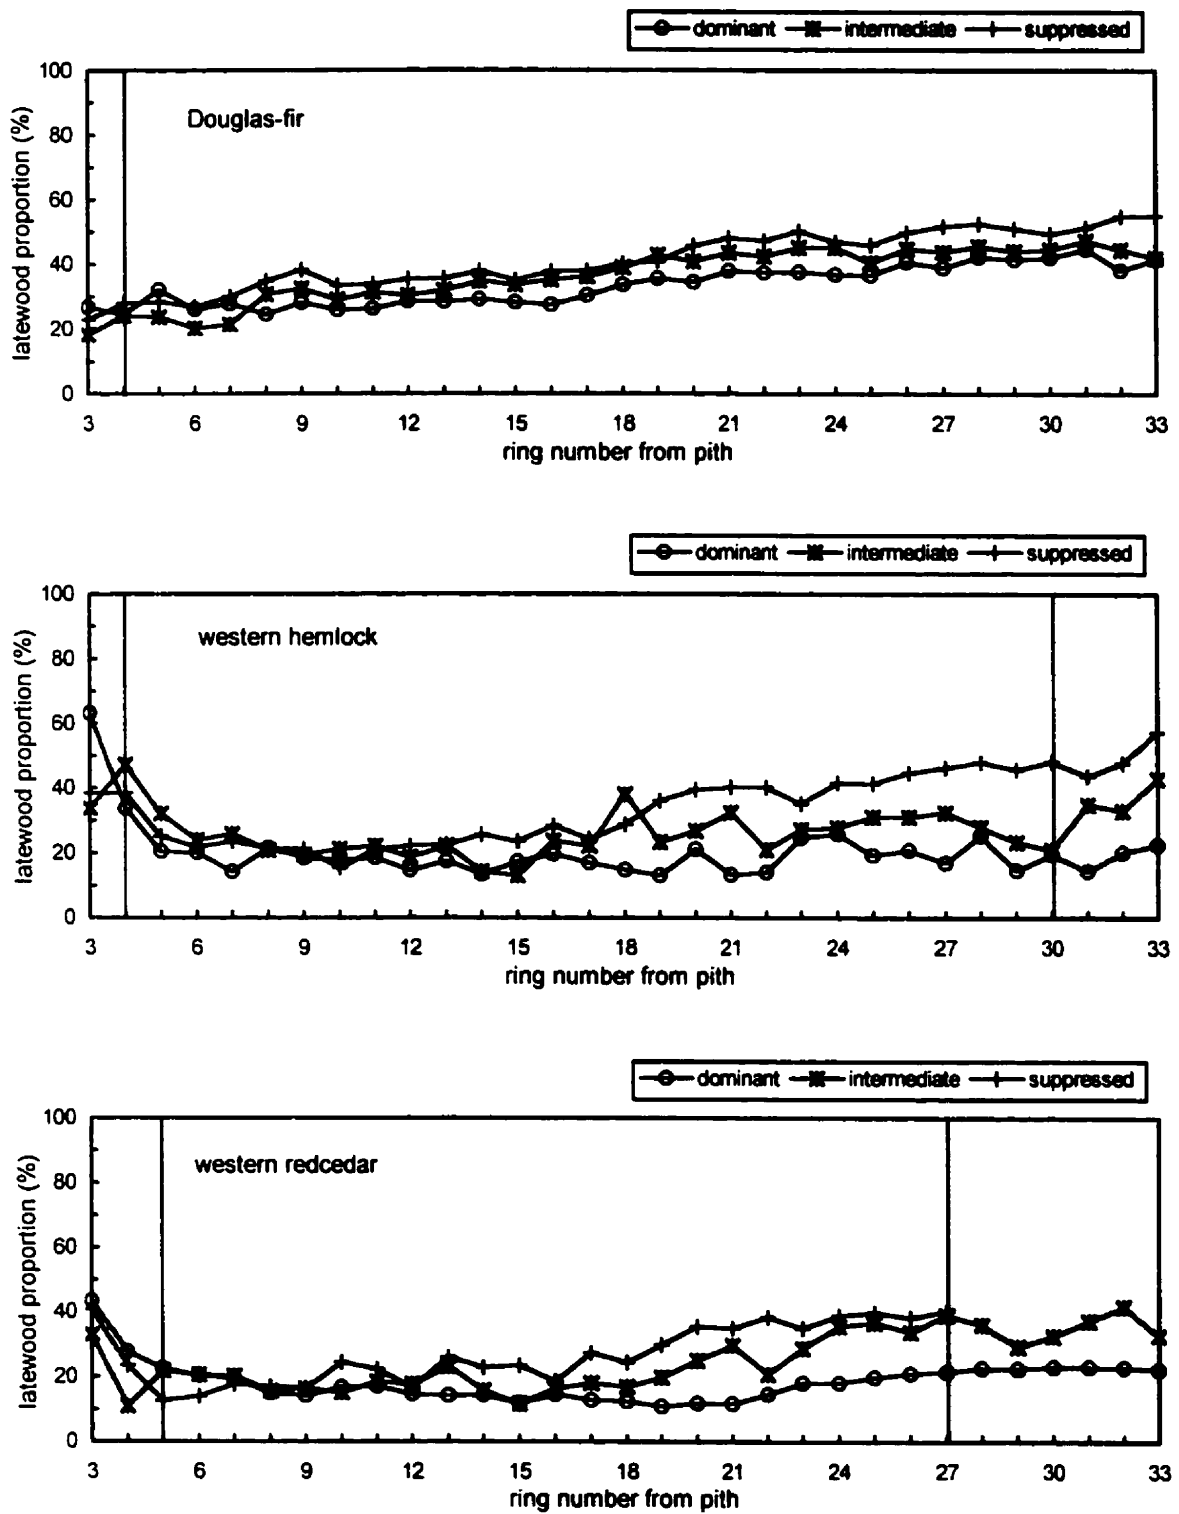 dominant intermediate suppressed
100
Douglas-fir
80
60
40
20
0
latewood proportion (%)
3 6 9 12 15 18 21 24 27 30 33
ring number from pith
dominant intermediate suppressed
100
western hemlock
80
60
40
20
0
latewood proportion (%)
3 6 9 12 15 18 21 24 27 30 33
ring number from pith
dominant intermediate suppressed
100
western redcedar
80
60
40
20
0
latewood proportion (%)
3 6 9 12 15 18 21 24 27 30 33
ring number from pith